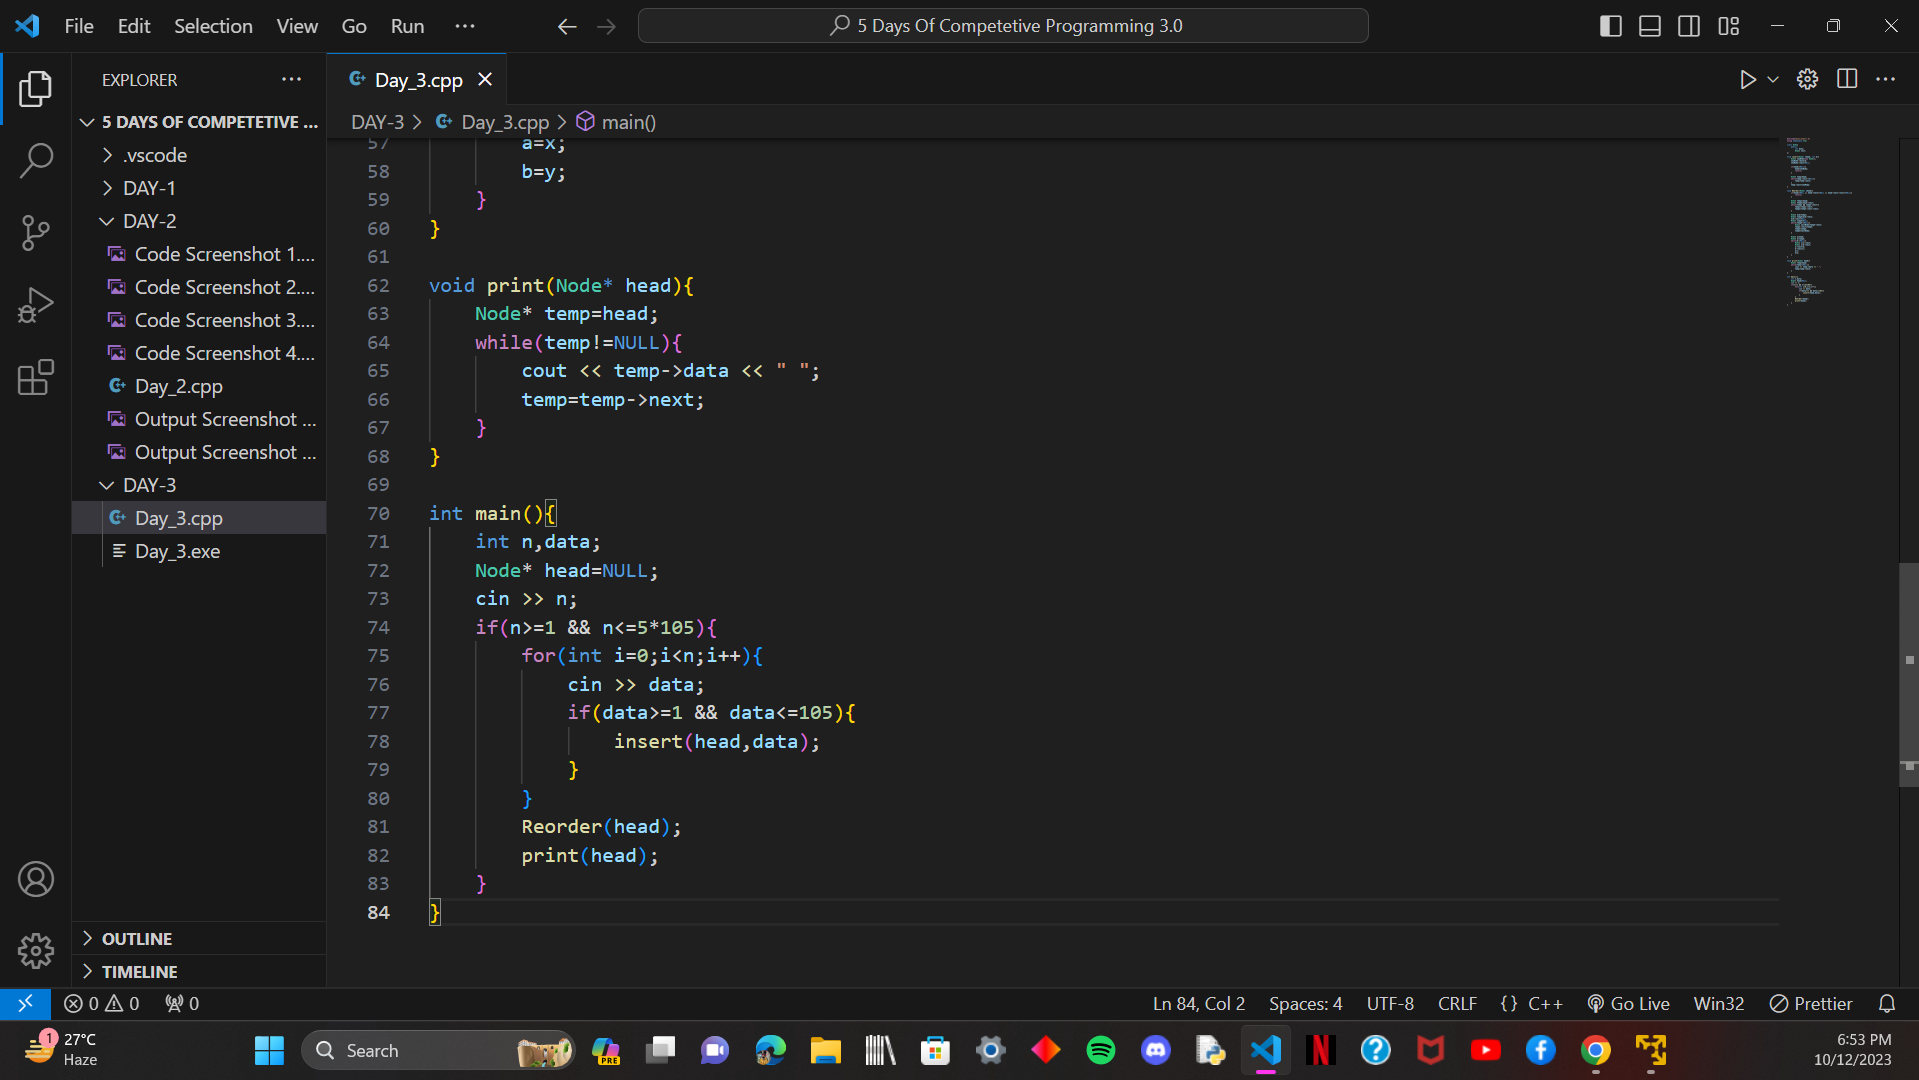 File Edit Selection View Go Run ···
5 Days Of Competetive Programming 3.0
EXPLORER
Day_3.cpp
DAY-3 > Day_3.cpp > main()
5 DAYS OF COMPETETIVE ...
.vscode
DAY-1
DAY-2
Code Screenshot 1....
Code Screenshot 2....
Code Screenshot 3....
Code Screenshot 4....
Day_2.cpp
Output Screenshot ...
Output Screenshot ...
DAY-3
Day_3.cpp
Day_3.exe
OUTLINE
TIMELINE
57 a=x;
58 b=y;
59 }
60 }
61
62 void print(Node* head){
63 Node* temp=head;
64 while(temp!=NULL){
65 cout << temp->data << " ";
66 temp=temp->next;
67 }
68 }
69
70 int main(){
71 int n,data;
72 Node* head=NULL;
73 cin >> n;
74 if(n>=1 && n<=5*105){
75 for(int i=0;i<n;i++){
76 cin >> data;
77 if(data>=1 && data<=105){
78 insert(head,data);
79 }
80 }
81 Reorder(head);
82 print(head);
83 }
84 }
0 0 0
Ln 84, Col 2 Spaces: 4 UTF-8 CRLF {} C++ Go Live Win32 Prettier
1 27°C
Haze
Search
PRE
6:53 PM
10/12/2023